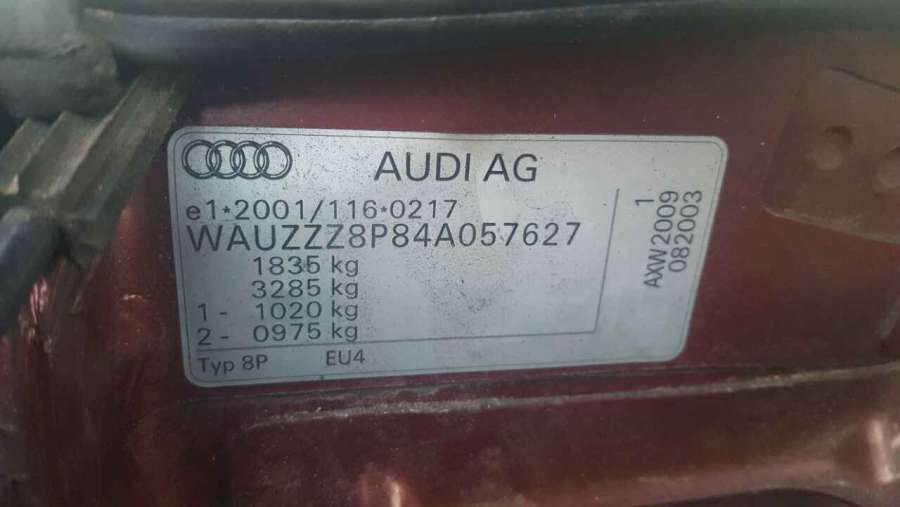 AUDI AG
e1*2001/116*0217
WAUZZZ8P84A057627
1835 kg
3285 kg
1 - 1020 kg
2 - 0975 kg
Typ 8P EU4
1
AXW2009
082003